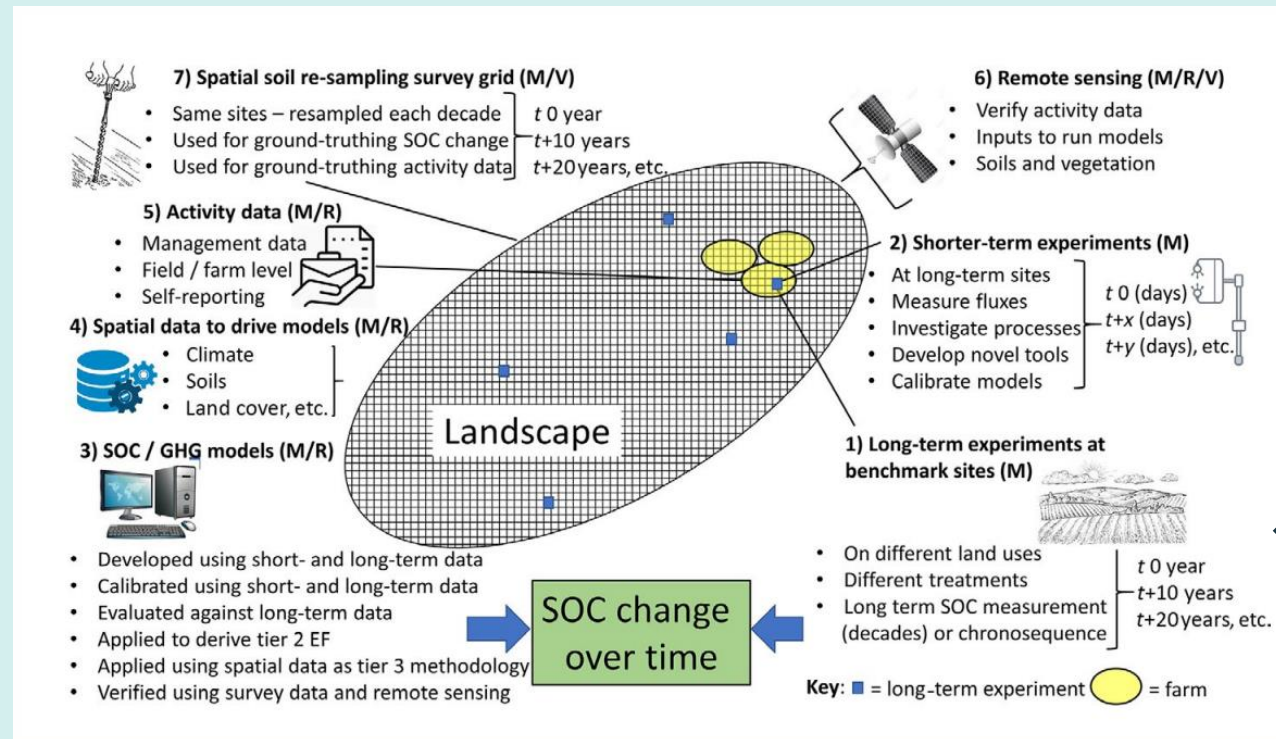 7) Spatial soil re-sampling survey grid (M/V)
• Same sites – resampled each decade
• Used for ground-truthing SOC change
• Used for ground-truthing activity data
t 0 year
t+10 years
t+20 years, etc.
6) Remote sensing (M/R/V)
• Verify activity data
• Inputs to run models
• Soils and vegetation
5) Activity data (M/R)
• Management data
• Field / farm level
• Self-reporting
2) Shorter-term experiments (M)
• At long-term sites
• Measure fluxes
• Investigate processes
• Develop novel tools
• Calibrate models
t 0 (days)
t+x (days)
t+y (days), etc.
4) Spatial data to drive models (M/R)
• Climate
• Soils
• Land cover, etc.
Landscape
3) SOC / GHG models (M/R)
• Developed using short- and long-term data
• Calibrated using short- and long-term data
• Evaluated against long-term data
• Applied to derive tier 2 EF
• Applied using spatial data as tier 3 methodology
• Verified using survey data and remote sensing
SOC change
over time
1) Long-term experiments at
benchmark sites (M)
• On different land uses
• Different treatments
• Long term SOC measurement
(decades) or chronosequence
t 0 year
t+10 years
t+20 years, etc.
Key: = long-term experiment = farm